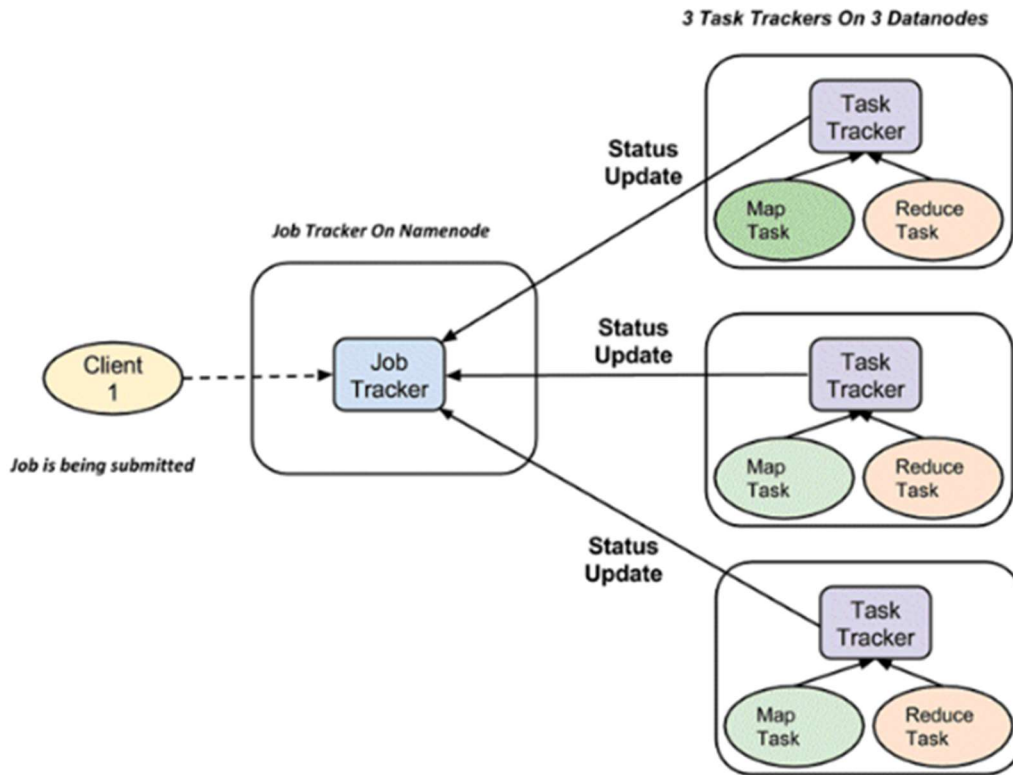 3 Task Trackers On 3 Datanodes
Task
Tracker
Status
Update
Map
Task
Reduce
Task
Job Tracker On Namenode
Client
1
Job
Tracker
Status
Update
Task
Tracker
Job is being submitted
Map
Task
Reduce
Task
Status
Update
Task
Tracker
Map
Task
Reduce
Task